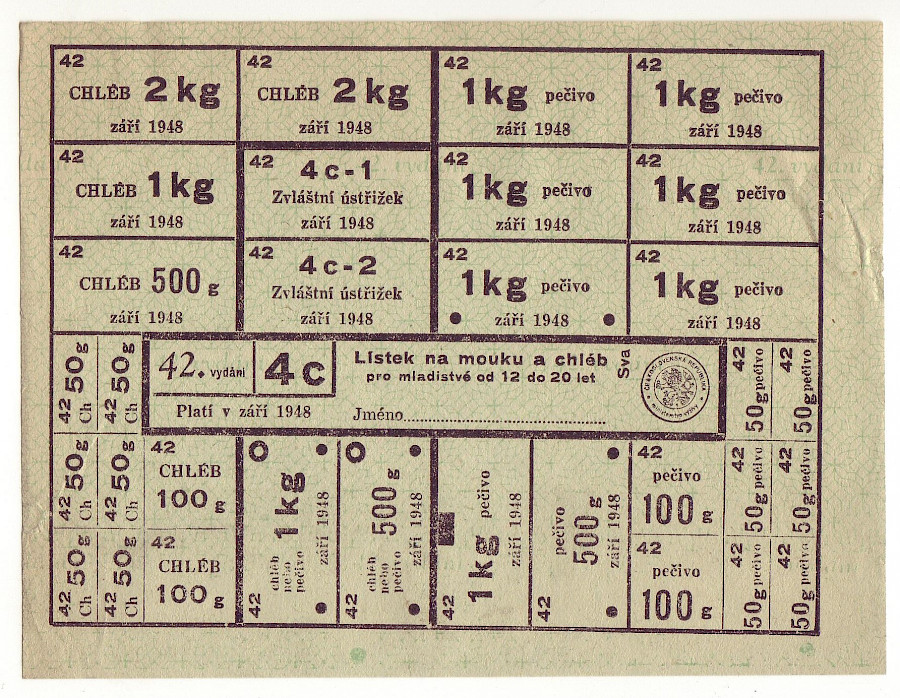 42
CHLÉB 2 kg
září 1948
42
CHLÉB 2 kg
září 1948
42
1 kg pečivo
září 1948
42
1 kg pečivo
září 1948
42
CHLÉB 1 kg
září 1948
42
4 c - 1
Zvláštní ústřižek
září 1948
42
1 kg pečivo
září 1948
42
1 kg pečivo
září 1948
42. vydání
42
CHLÉB 500 g
září 1948
42
4 c - 2
Zvláštní ústřižek
září 1948
42
1 kg pečivo
září 1948
42
1 kg pečivo
září 1948
42 50 g
Ch
42 50 g
Ch
42. vydání
4 c
Platí v září 1948
Lístek na mouku a chléb
pro mladistvé od 12 do 20 let
Jméno
Sva
ČESKOSLOVENSKÁ REPUBLIKA
ministerstvo výživy
42
50 g pečivo
42
50 g pečivo
42 50 g
Ch
42 50 g
Ch
42
CHLÉB
100 g
42 50 g
Ch
42 50 g
Ch
42
CHLÉB
100 g
42
chléb
nebo
pečivo
1 kg
září 1948
42
chléb
nebo
pečivo
500 g
září 1948
42
1 kg pečivo
září 1948
42
pečivo
500 g
září 1948
42
pečivo
100 g
42
50 g pečivo
42
50 g pečivo
42
pečivo
100 g
42
50 g pečivo
42
50 g pečivo